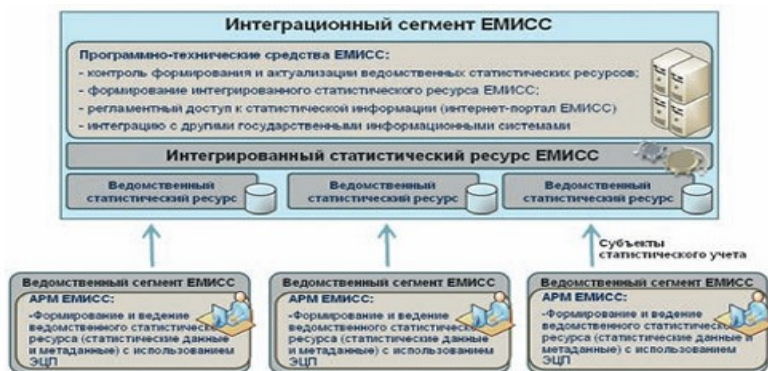 Интеграционный сегмент ЕМИСС
Программно-технические средства ЕМИСС:
- контроль формирования и актуализации ведомственных статистических ресурсов;
- формирование интегрированного статистического ресурса ЕМИСС;
- регламентный доступ к статистической информации (интернет-портал ЕМИСС)
- интеграцию с другими государственными информационными системами
Интегрированный статистический ресурс ЕМИСС
Ведомственный
статистический ресурс
Ведомственный
статистический ресурс
Ведомственный
статистический ресурс
Субъекты
статистического учета
Ведомственный сегмент ЕМИСС
АРМ ЕМИСС:
-Формирование и ведение
ведомственного статистическо
ресурса (статистические данные
и метаданные) с использованием
ЭЦП
Ведомственный сегмент ЕМИСС
АРМ ЕМИСС:
-Формирование и ведение
ведомственного статистическо
ресурса (статистические данные
и метаданные) с использованием
ЭЦП
Ведомственный сегмент ЕМИСС
АРМ ЕМИСС:
-Формирование и ведение
ведомственного статистическо
ресурса (статистические данные и
метаданные) с использованием
ЭЦП